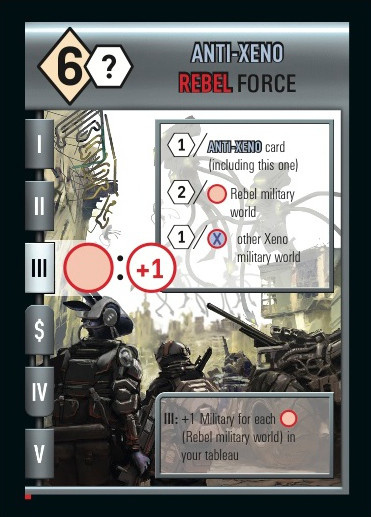 6 ?
ANTI-XENO
REBEL FORCE
1 / ANTI-XENO card
(including this one)
2 / Rebel military
world
1 / X other Xeno
military world
I
II
III : +1
$
IV
V
III: +1 Military for each
(Rebel military world) in
your tableau